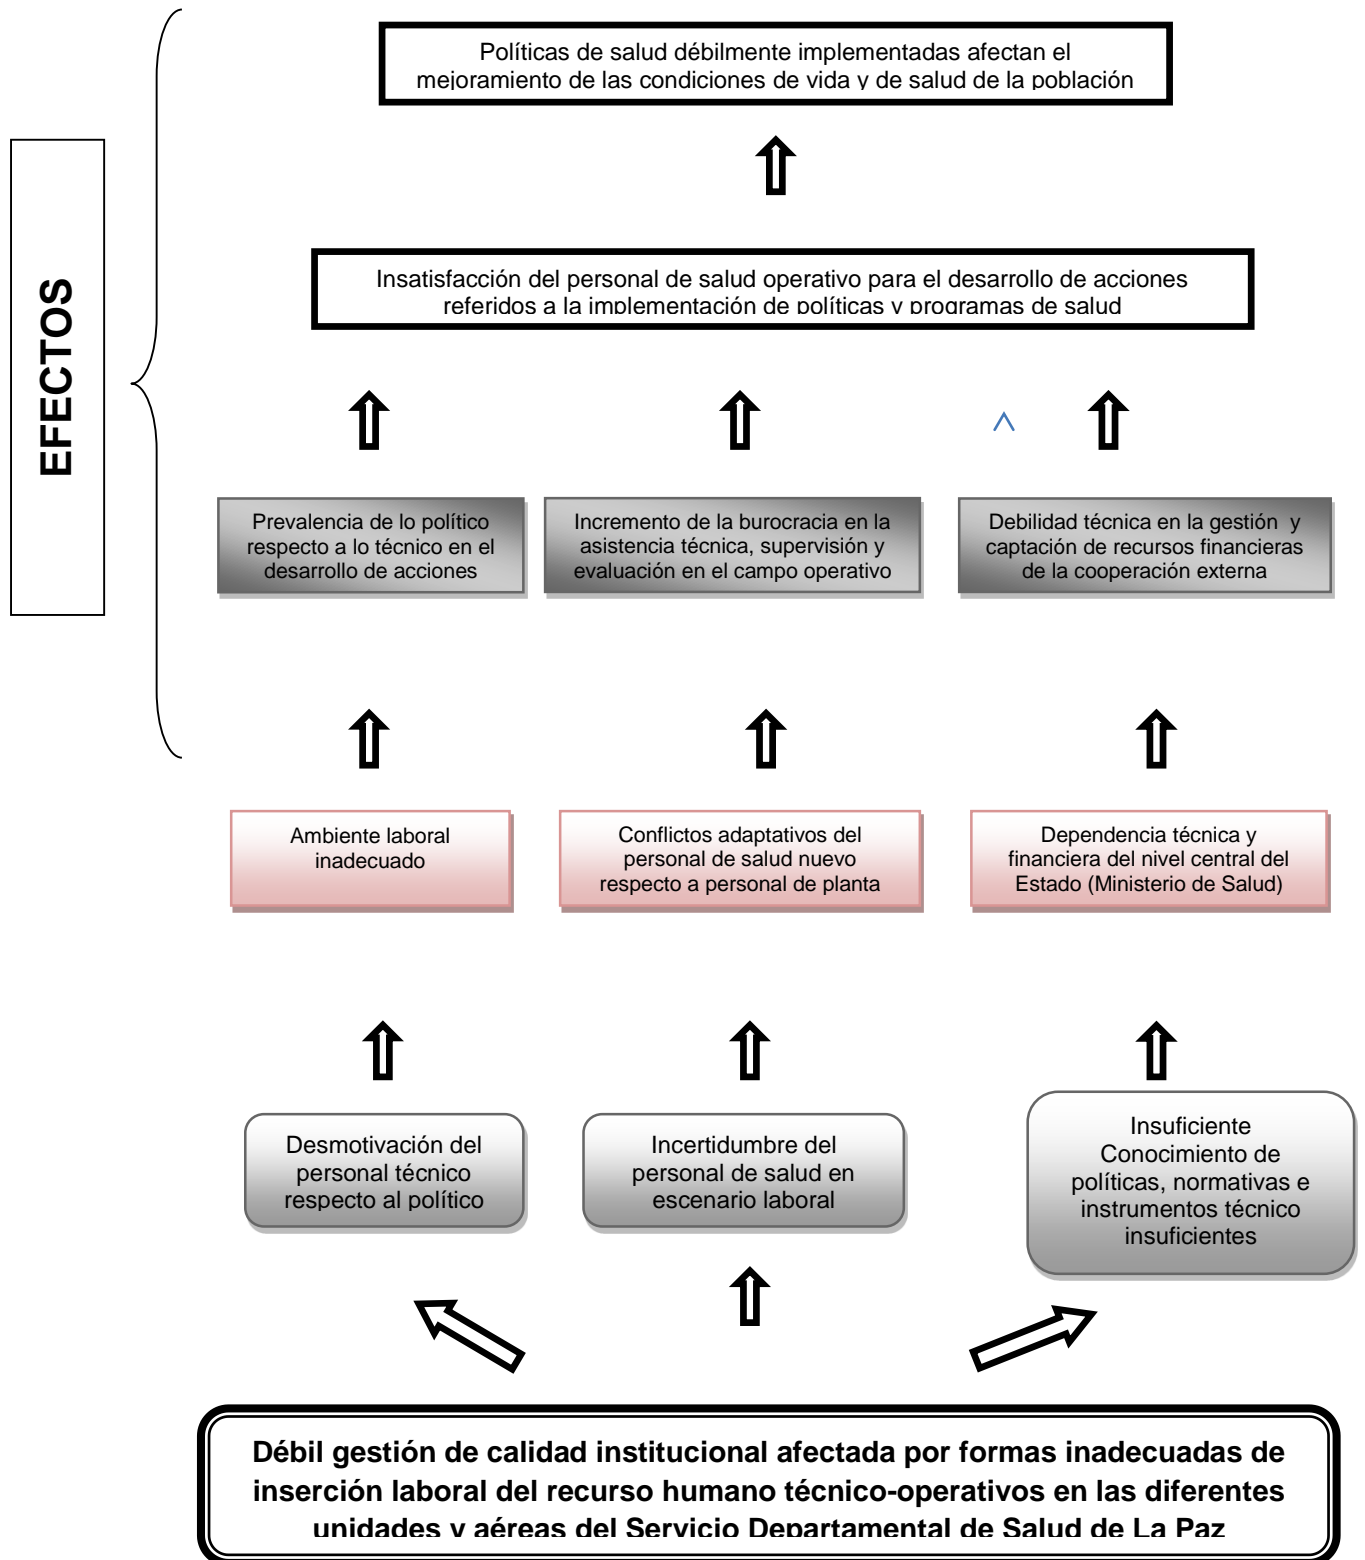 Políticas de salud débilmente implementadas afectan el
mejoramiento de las condiciones de vida y de salud de la población
EFECTOS
Insatisfacción del personal de salud operativo para el desarrollo de acciones
referidos a la implementación de políticas y programas de salud
Prevalencia de lo político
respecto a lo técnico en el
desarrollo de acciones
Incremento de la burocracia en la
asistencia técnica, supervisión y
evaluación en el campo operativo
Debilidad técnica en la gestión y
captación de recursos financieras
de la cooperación externa
Ambiente laboral
inadecuado
Conflictos adaptativos del
personal de salud nuevo
respecto a personal de planta
Dependencia técnica y
financiera del nivel central del
Estado (Ministerio de Salud)
Desmotivación del
personal técnico
respecto al político
Incertidumbre del
personal de salud en
escenario laboral
Insuficiente
Conocimiento de
políticas, normativas e
instrumentos técnico
insuficientes
Débil gestión de calidad institucional afectada por formas inadecuadas de
inserción laboral del recurso humano técnico-operativos en las diferentes
unidades y aéreas del Servicio Departamental de Salud de La Paz